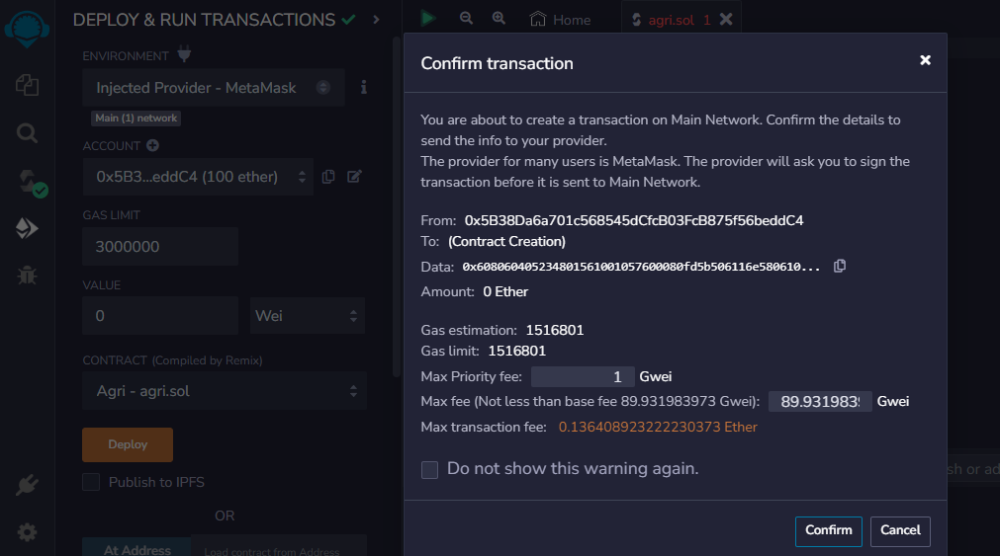 DEPLOY & RUN TRANSACTIONS
ENVIRONMENT
Injected Provider - MetaMask
Main (1) network
ACCOUNT
0x5B3...eddC4 (100 ether)
GAS LIMIT
3000000
VALUE
0
Wei
CONTRACT (Compiled by Remix)
Agri - agri.sol
Deploy
Publish to IPFS
OR
At Address
Load contract from Address
Home
agri.sol 1
Confirm transaction
You are about to create a transaction on Main Network. Confirm the details to
send the info to your provider.
The provider for many users is MetaMask. The provider will ask you to sign the
transaction before it is sent to Main Network.
From: 0x5B38Da6a701c568545dCfcB03FcB875f56beddC4
To: (Contract Creation)
Data: 0x608060405234801561001057600080fd5b506116e580610...
Amount: 0 Ether
Gas estimation: 1516801
Gas limit: 1516801
Max Priority fee: 1 Gwei
Max fee (Not less than base fee 89.931983973 Gwei): 89.931983 Gwei
Max transaction fee: 0.136408923222230373 Ether
Do not show this warning again.
Confirm
Cancel